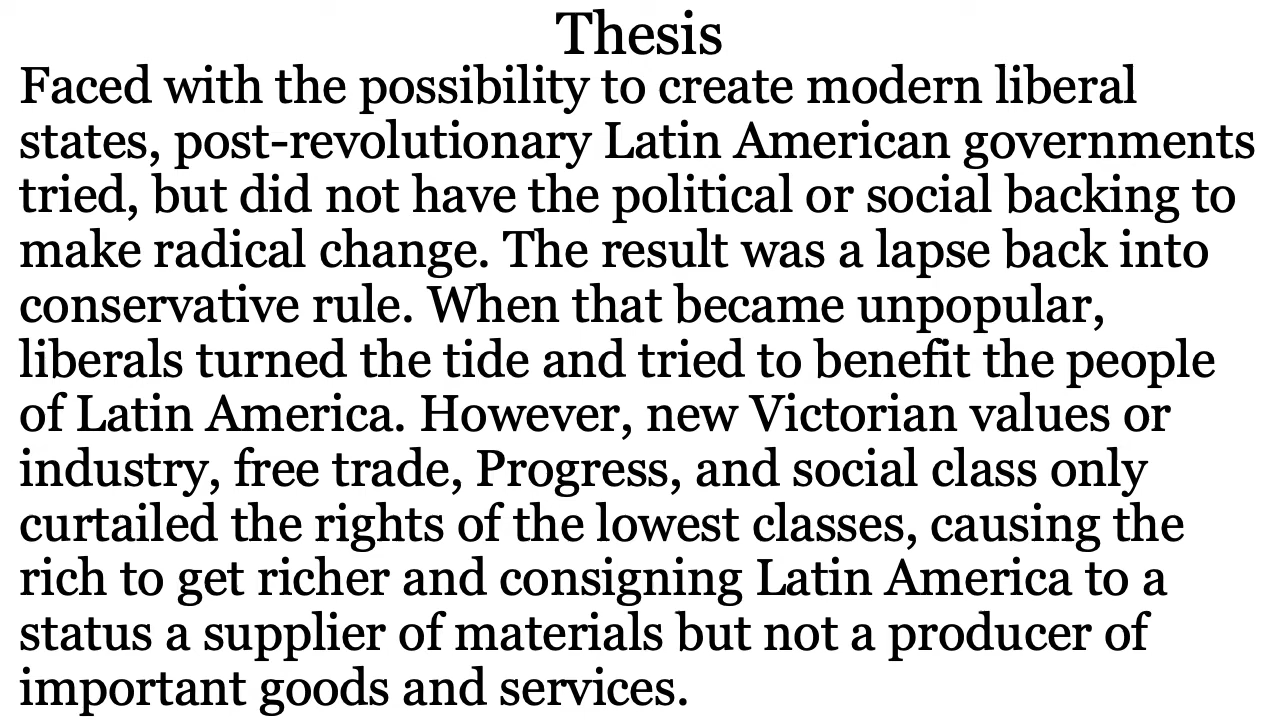 Thesis
Faced with the possibility to create modern liberal
states, post-revolutionary Latin American governments
tried, but did not have the political or social backing to
make radical change. The result was a lapse back into
conservative rule. When that became unpopular,
liberals turned the tide and tried to benefit the people
of Latin America. However, new Victorian values or
industry, free trade, Progress, and social class only
curtailed the rights of the lowest classes, causing the
rich to get richer and consigning Latin America to a
status a supplier of materials but not a producer of
important goods and services.